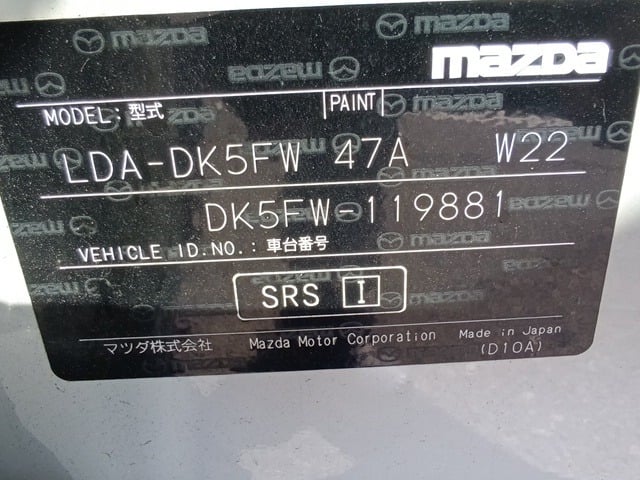 mazda
MODEL: 型式 PAINT
LDA-DK5FW 47A W22
DK5FW-119881
VEHICLE ID.NO.: 車台番号
SRS I
マツダ株式会社 Mazda Motor Corporation Made in Japan
(D10A)